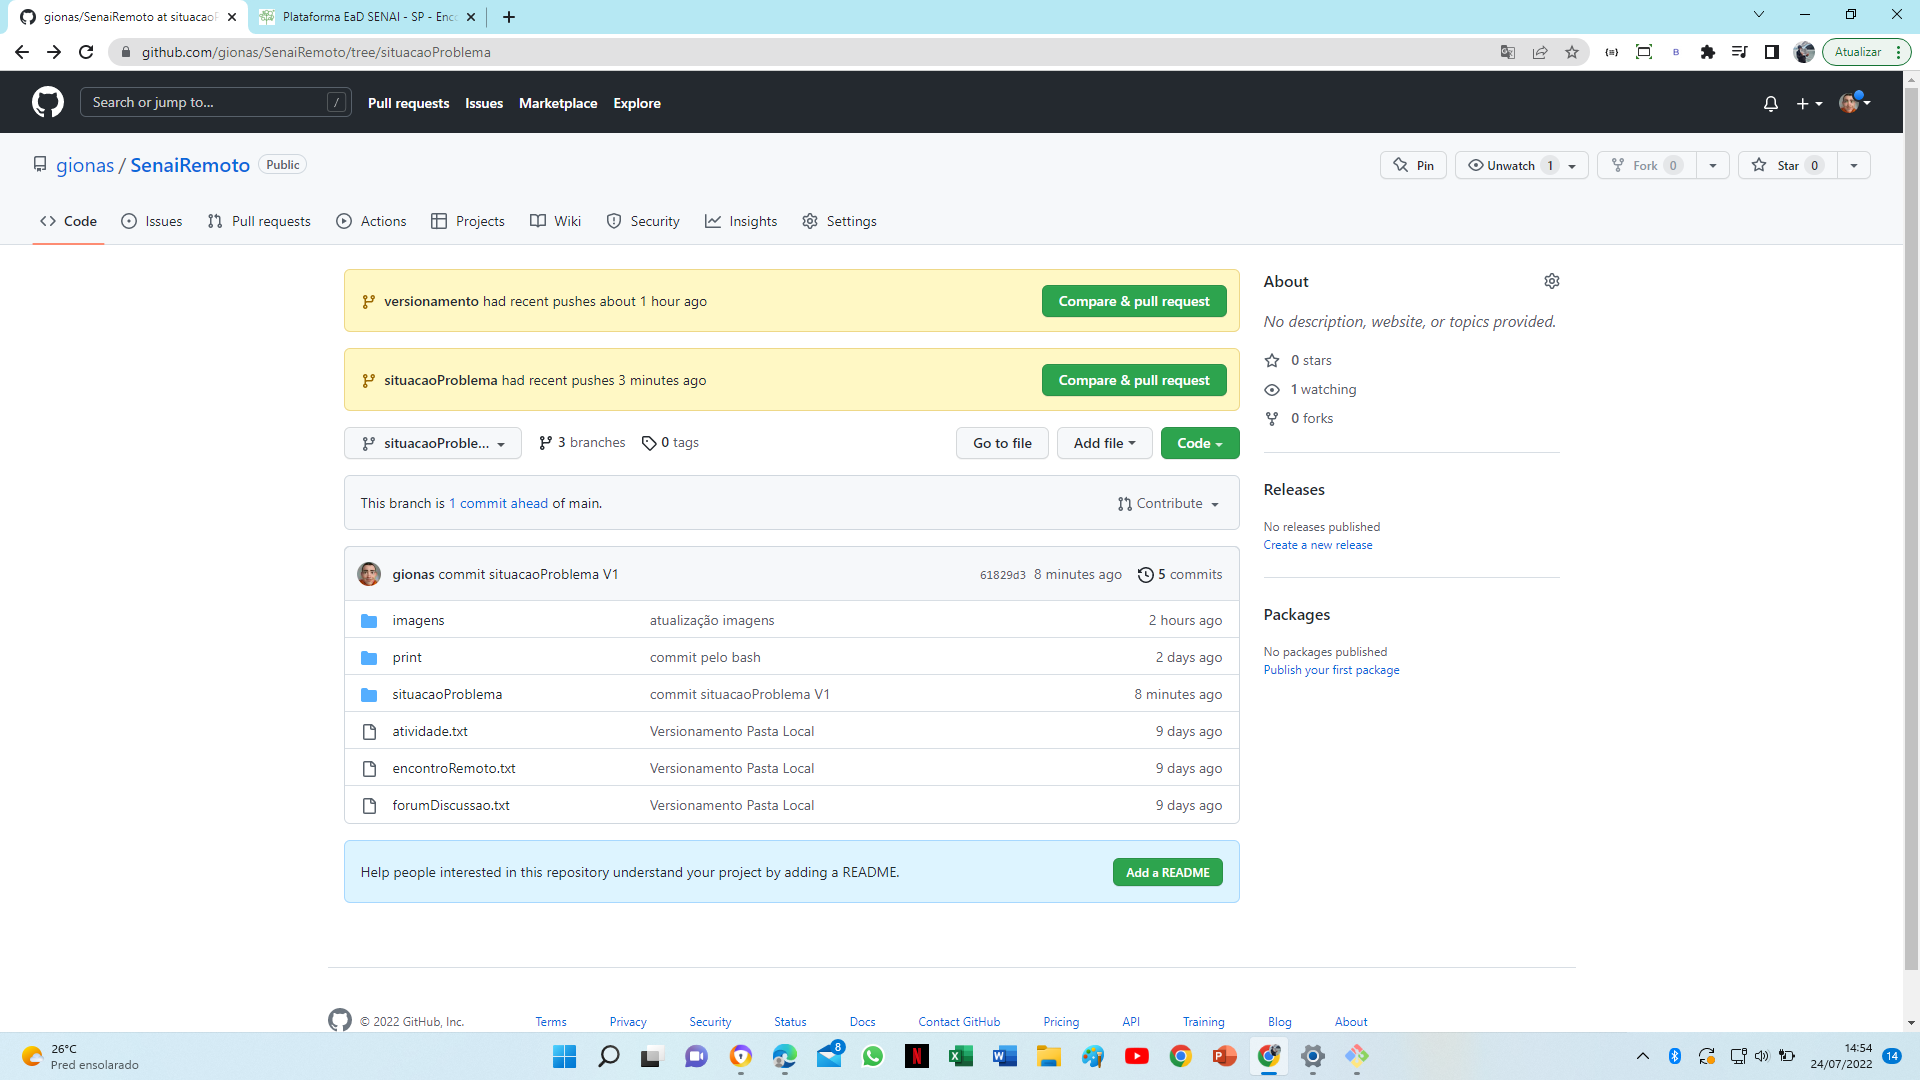 gionas/SenaiRemoto at situacaoP
Plataforma EaD SENAI - SP - Enc
github.com/gionas/SenaiRemoto/tree/situacaoProblema
B
Atualizar
Search or jump to...
/
Pull requests
Issues
Marketplace
Explore
gionas / SenaiRemoto
Public
Pin
Unwatch 1
Fork 0
Star 0
Code
Issues
Pull requests
Actions
Projects
Wiki
Security
Insights
Settings
versionamento had recent pushes about 1 hour ago
Compare & pull request
situacaoProblema had recent pushes 3 minutes ago
Compare & pull request
situacaoProble...
3 branches
0 tags
Go to file
Add file
Code
This branch is 1 commit ahead of main.
Contribute
gionas commit situacaoProblema V1
61829d3 8 minutes ago
5 commits
imagens
atualização imagens
2 hours ago
print
commit pelo bash
2 days ago
situacaoProblema
commit situacaoProblema V1
8 minutes ago
atividade.txt
Versionamento Pasta Local
9 days ago
encontroRemoto.txt
Versionamento Pasta Local
9 days ago
forumDiscussao.txt
Versionamento Pasta Local
9 days ago
Help people interested in this repository understand your project by adding a README.
Add a README
About
No description, website, or topics provided.
0 stars
1 watching
0 forks
Releases
No releases published
Create a new release
Packages
No packages published
Publish your first package
© 2022 GitHub, Inc.
Terms
Privacy
Security
Status
Docs
Contact GitHub
Pricing
API
Training
Blog
About
26°C
Pred ensolarado
8
14:54
24/07/2022
14